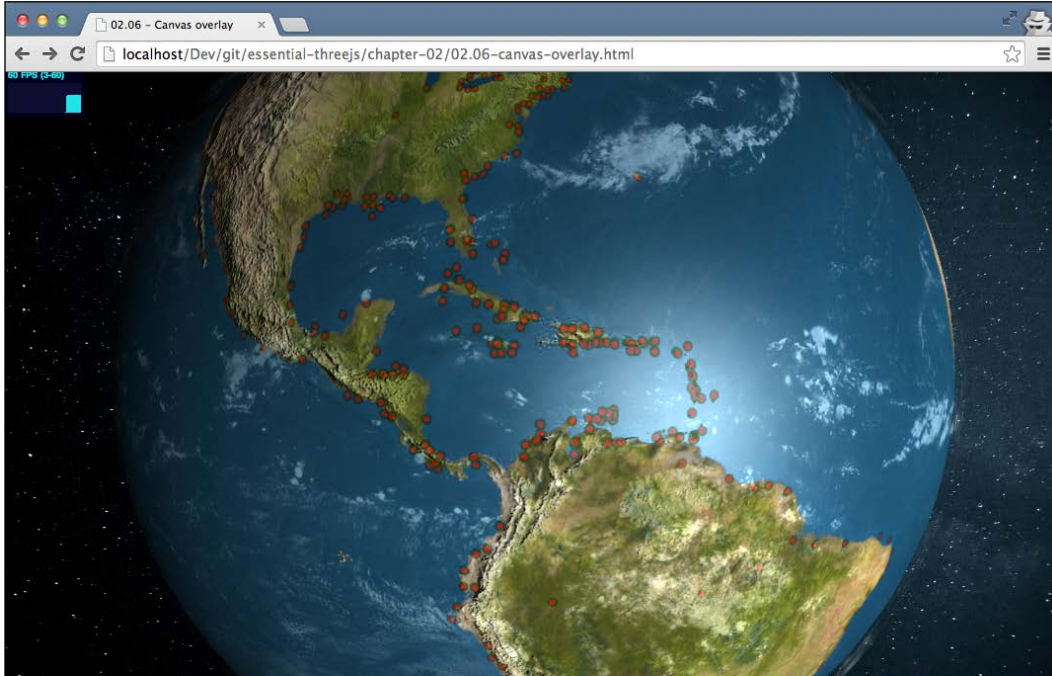 02.06 - Canvas overlay
localhost/Dev/git/essential-threejs/chapter-02/02.06-canvas-overlay.html
60 FPS (3-60)